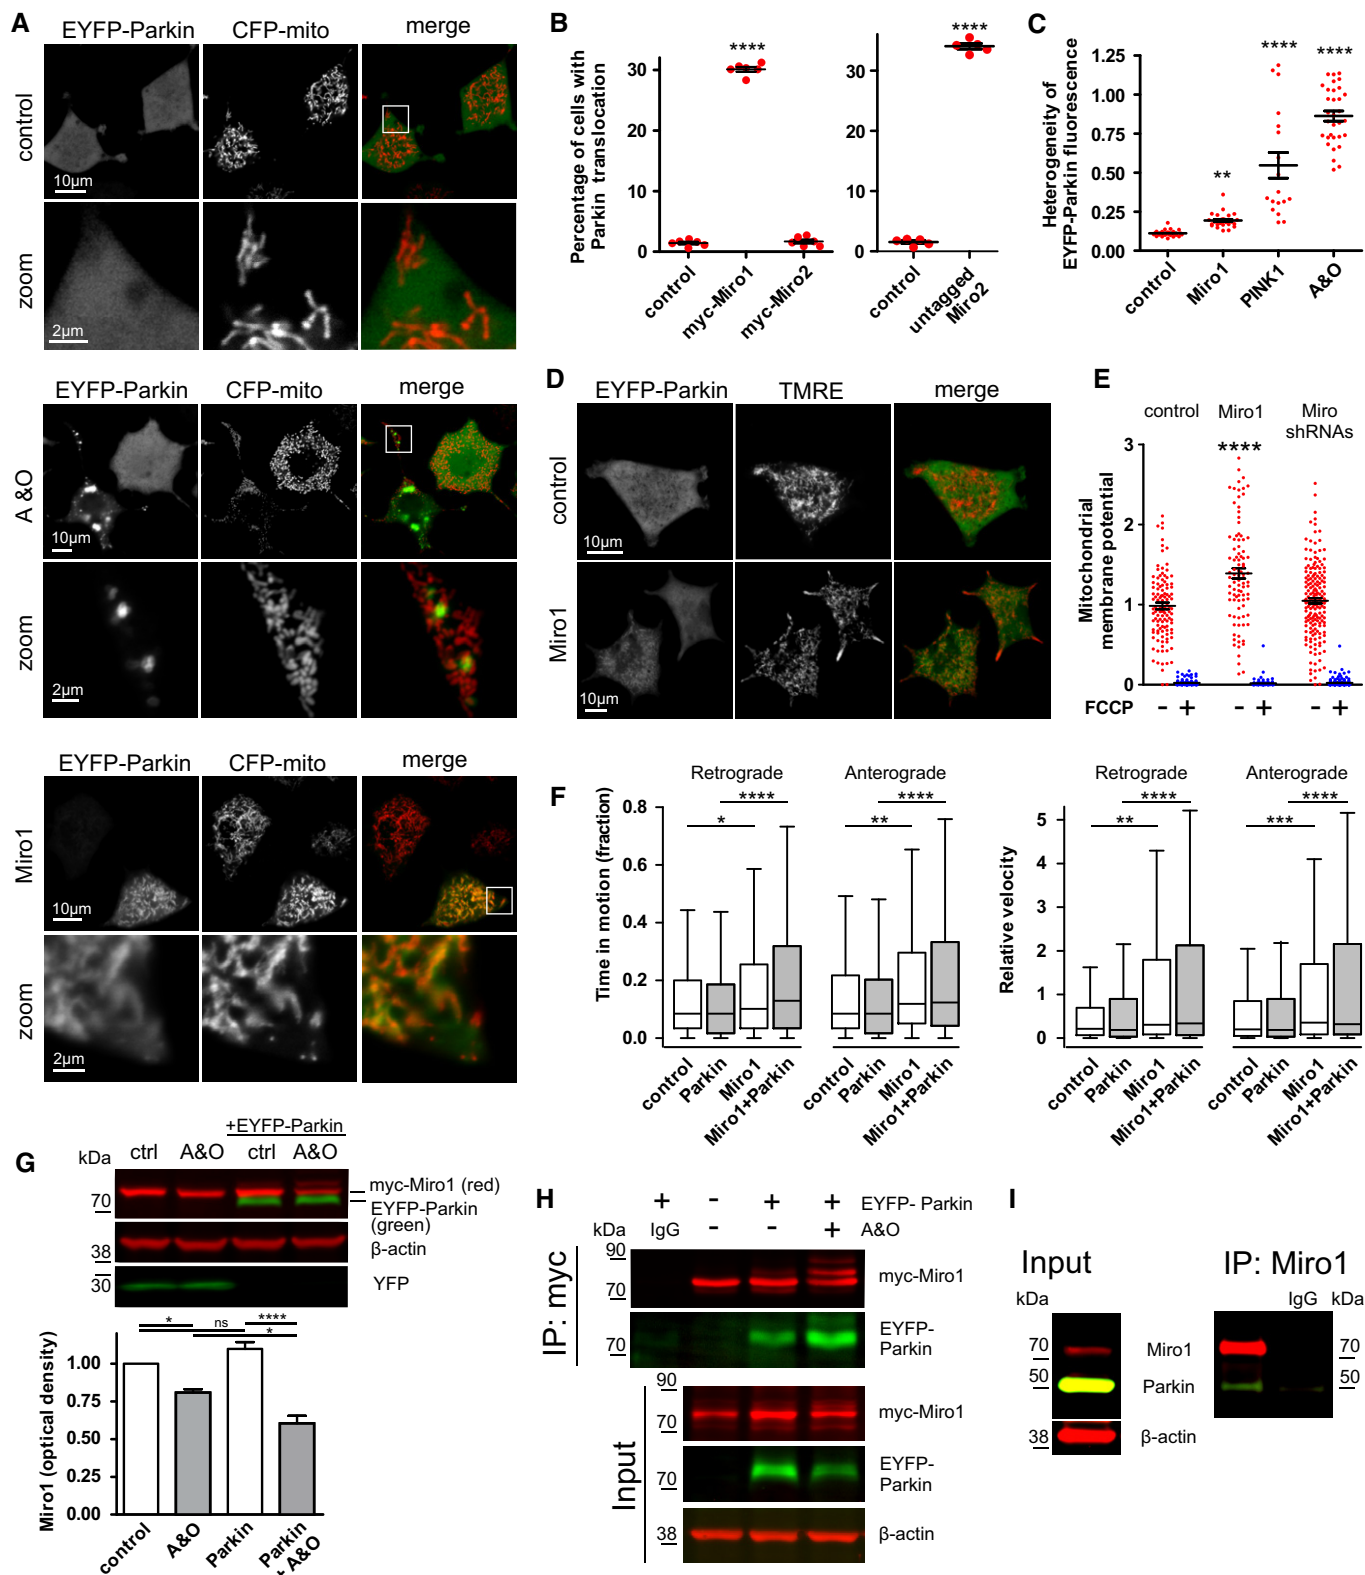 A
EYFP-Parkin CFP-mito merge
control
10µm
zoom
2µm
EYFP-Parkin CFP-mito merge
A &O
10µm
zoom
2µm
EYFP-Parkin CFP-mito merge
Miro1
10µm
zoom
2µm
B
Percentage of cells with
Parkin translocation
30
20
10
0
****
control
myc-Miro1
myc-Miro2
30
20
10
0
****
control
untagged
Miro2
C
Heterogeneity of
EYFP-Parkin fluorescence
1.25
1.00
0.75
0.50
0.25
0.00
**
****
****
control
Miro1
PINK1
A&O
D
EYFP-Parkin TMRE merge
control
10µm
Miro1
10µm
E
control Miro1 Miro
shRNAs
Mitochondrial
membrane potential
3
2
1
0
****
FCCP - + - + - +
F
Retrograde Anterograde
Time in motion (fraction)
0.8
0.6
0.4
0.2
0.0
****
*
****
**
control
Parkin
Miro1
Miro1+Parkin
control
Parkin
Miro1
Miro1+Parkin
Retrograde Anterograde
Relative velocity
5
4
3
2
1
0
****
**
****
***
control
Parkin
Miro1
Miro1+Parkin
control
Parkin
Miro1
Miro1+Parkin
G
+EYFP-Parkin
kDa ctrl A&O ctrl A&O
70
myc-Miro1 (red)
EYFP-Parkin
(green)
38
β-actin
30
YFP
Miro1 (optical density)
1.00
0.75
0.50
0.25
0.00
* ns ****
*
control
A&O
Parkin
Parkin
+ A&O
H
+ - + + EYFP- Parkin
kDa IgG - - + A&O
IP: myc
90
70
myc-Miro1
70
EYFP-
Parkin
Input
90
70
myc-Miro1
70
EYFP-
Parkin
38
β-actin
I
Input IP: Miro1
kDa IgG kDa
70 Miro1 70
50 Parkin 50
38 β-actin